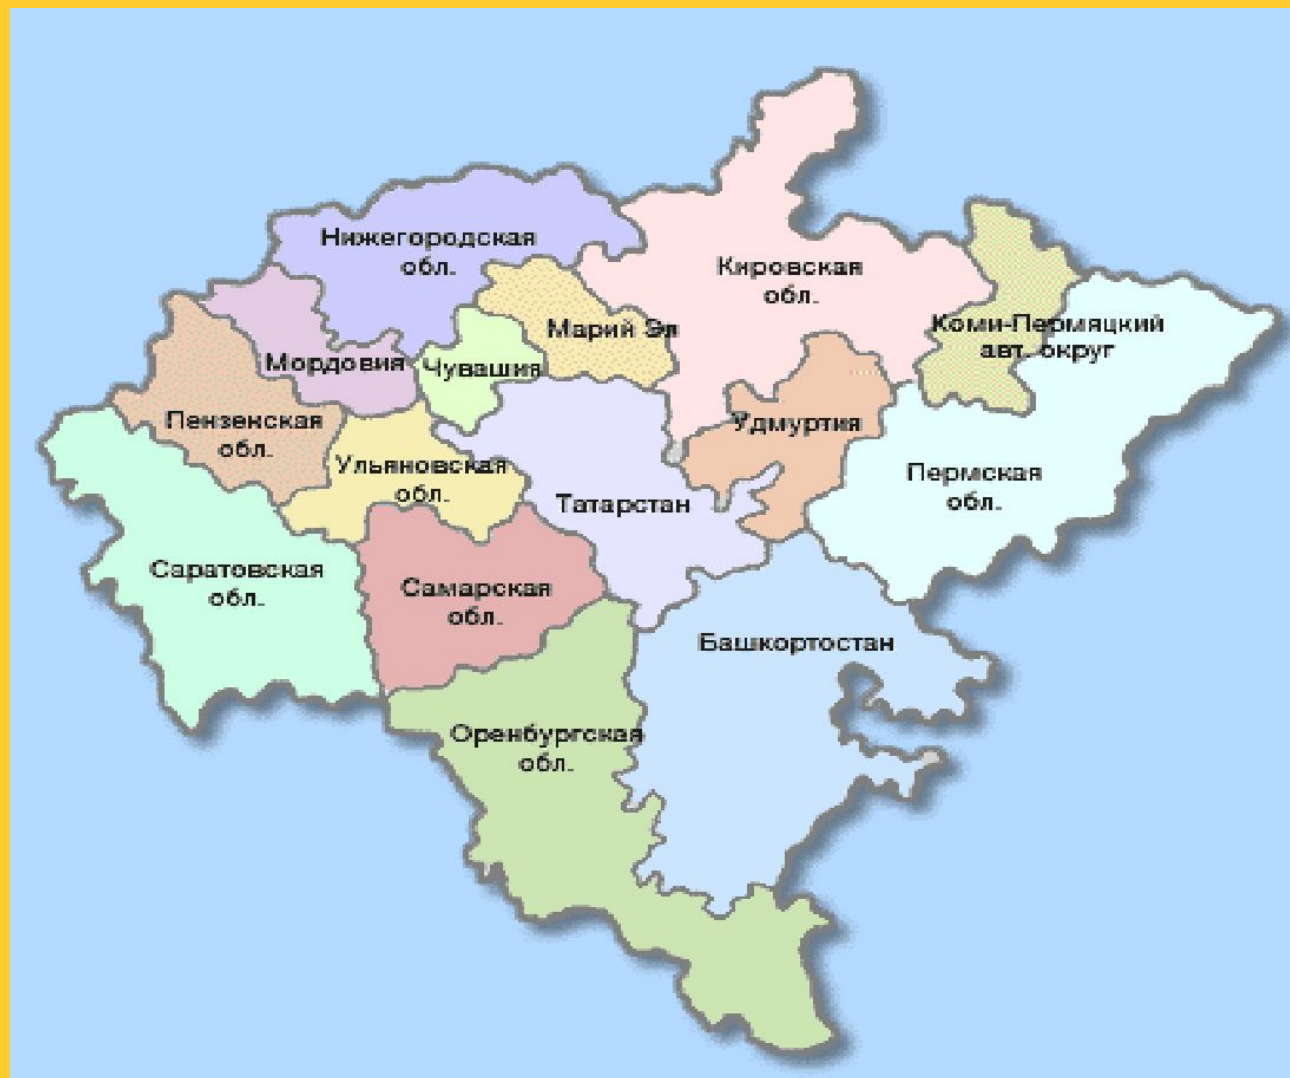 Нижегородская
обл.
Кировская
обл.
Коми-Пермяцкий
авт. округ
Марий Эл
Мордовия
Чувашия
Пензенская
обл.
Удмуртия
Ульяновская
обл.
Татарстан
Пермская
обл.
Саратовская
обл.
Самарская
обл.
Башкортостан
Оренбургская
обл.